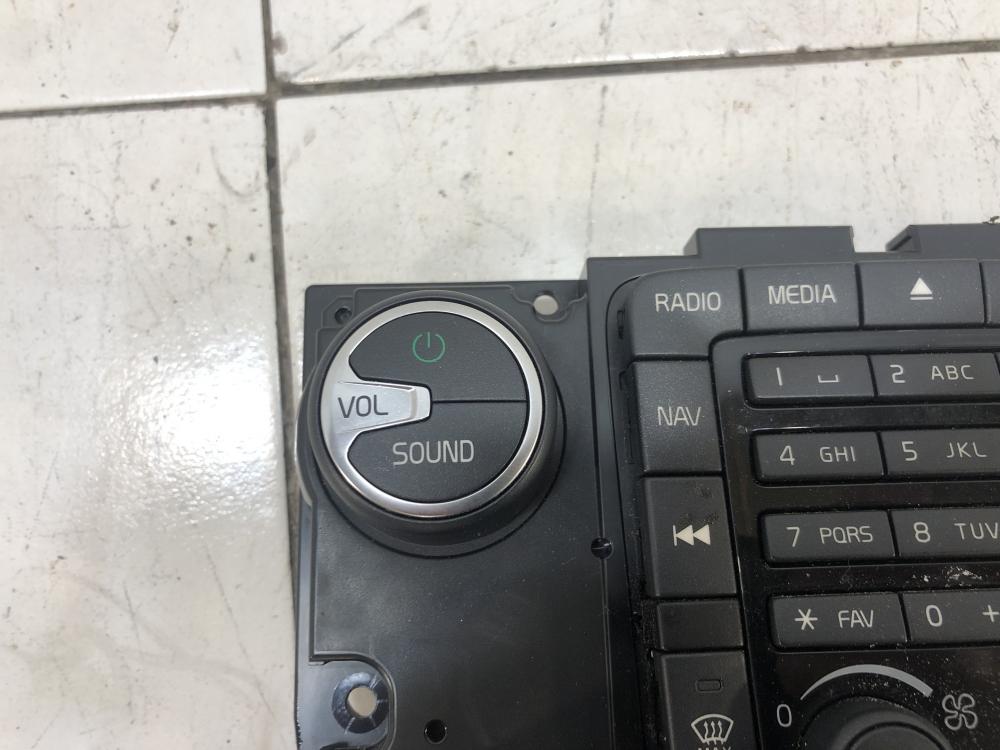 RADIO
MEDIA
VOL
SOUND
NAV
1 ⌴
2 ABC
4 GHI
5 JKL
7 PQRS
8 TUV
* FAV
0 +
0
MAX